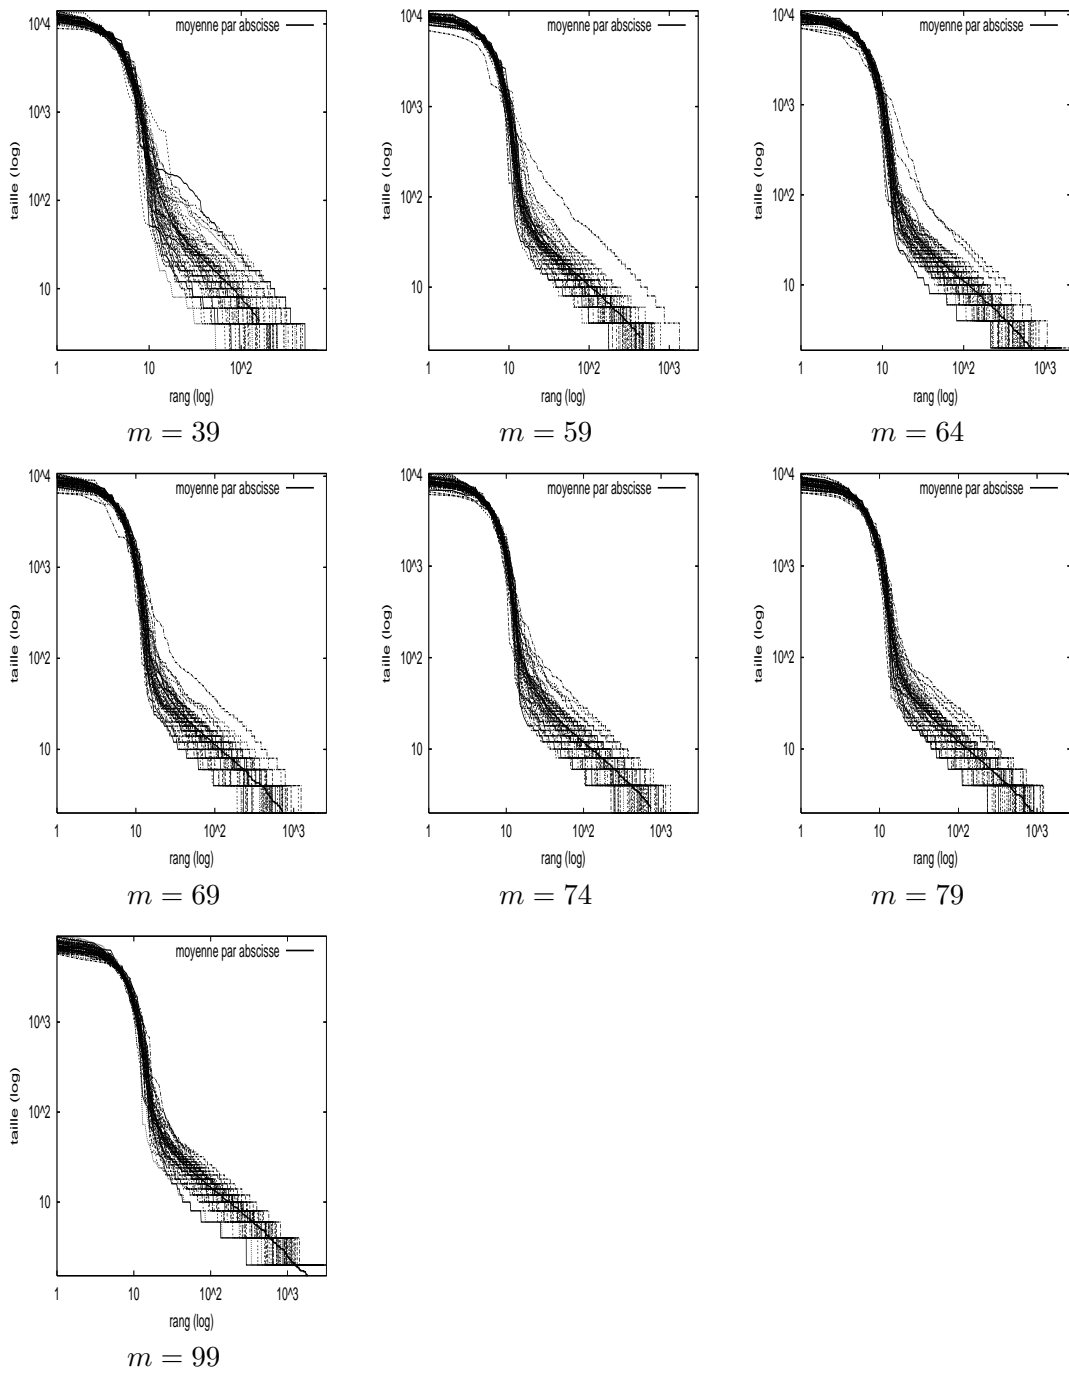 10^4
10^3
10^2
10
1
10
10^2
taille (log)
rang (log)
moyenne par abscisse
m = 39
10^4
10^3
10^2
10
1
10
10^2
10^3
taille (log)
rang (log)
moyenne par abscisse
m = 59
10^4
10^3
10^2
10
1
10
10^2
10^3
taille (log)
rang (log)
moyenne par abscisse
m = 64
10^4
10^3
10^2
10
1
10
10^2
10^3
taille (log)
rang (log)
moyenne par abscisse
m = 69
10^4
10^3
10^2
10
1
10
10^2
10^3
taille (log)
rang (log)
moyenne par abscisse
m = 74
10^4
10^3
10^2
10
1
10
10^2
10^3
taille (log)
rang (log)
moyenne par abscisse
m = 79
10^3
10^2
10
1
10
10^2
10^3
taille (log)
rang (log)
moyenne par abscisse
m = 99